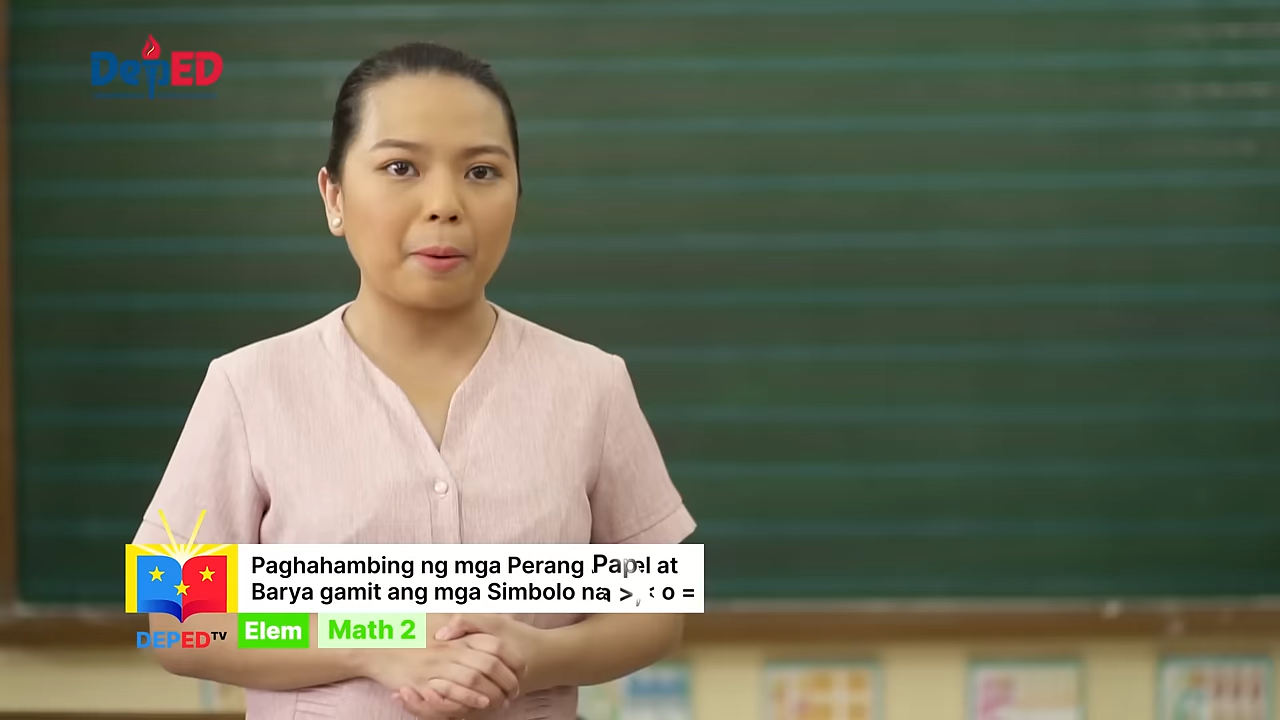 DepED
Paghahambing ng mga Perang Papel at
Barya gamit ang mga Simbolo na >, < o =
DEPED TV
Elem
Math 2